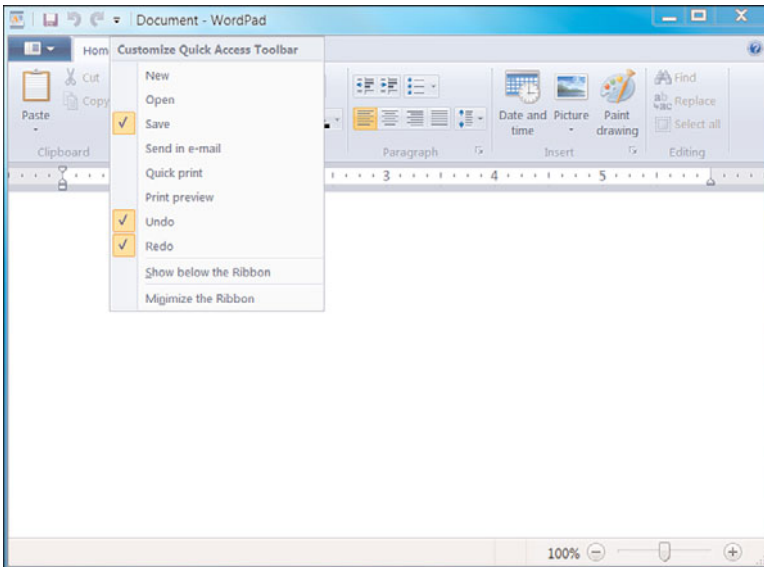 Document - WordPad
Hom
Customize Quick Access Toolbar
New
Open
Save
Send in e-mail
Quick print
Print preview
Undo
Redo
Show below the Ribbon
Minimize the Ribbon
Cut
Copy
Paste
Clipboard
Paragraph
Date and time
Picture
Paint drawing
Insert
Find
Replace
Select all
Editing
3 4 5
100%